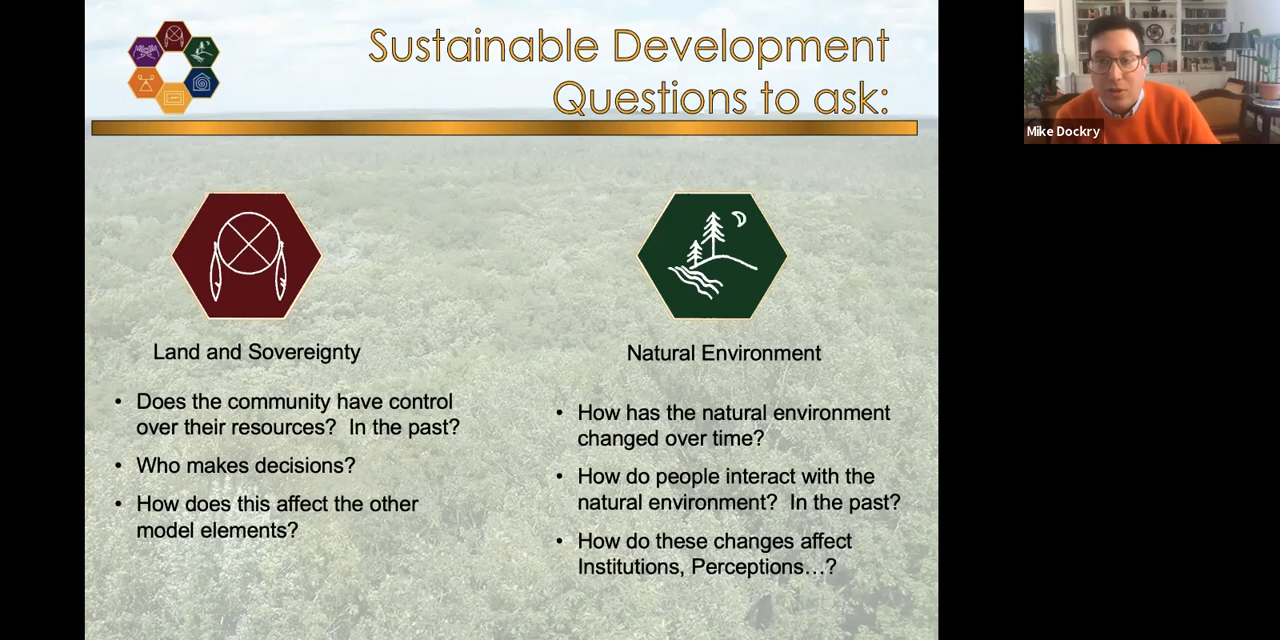 Sustainable Development
Questions to ask:
Mike Dockry
Land and Sovereignty
• Does the community have control
over their resources?  In the past?
• Who makes decisions?
• How does this affect the other
model elements?
Natural Environment
• How has the natural environment
changed over time?
• How do people interact with the
natural environment?  In the past?
• How do these changes affect
Institutions, Perceptions…?